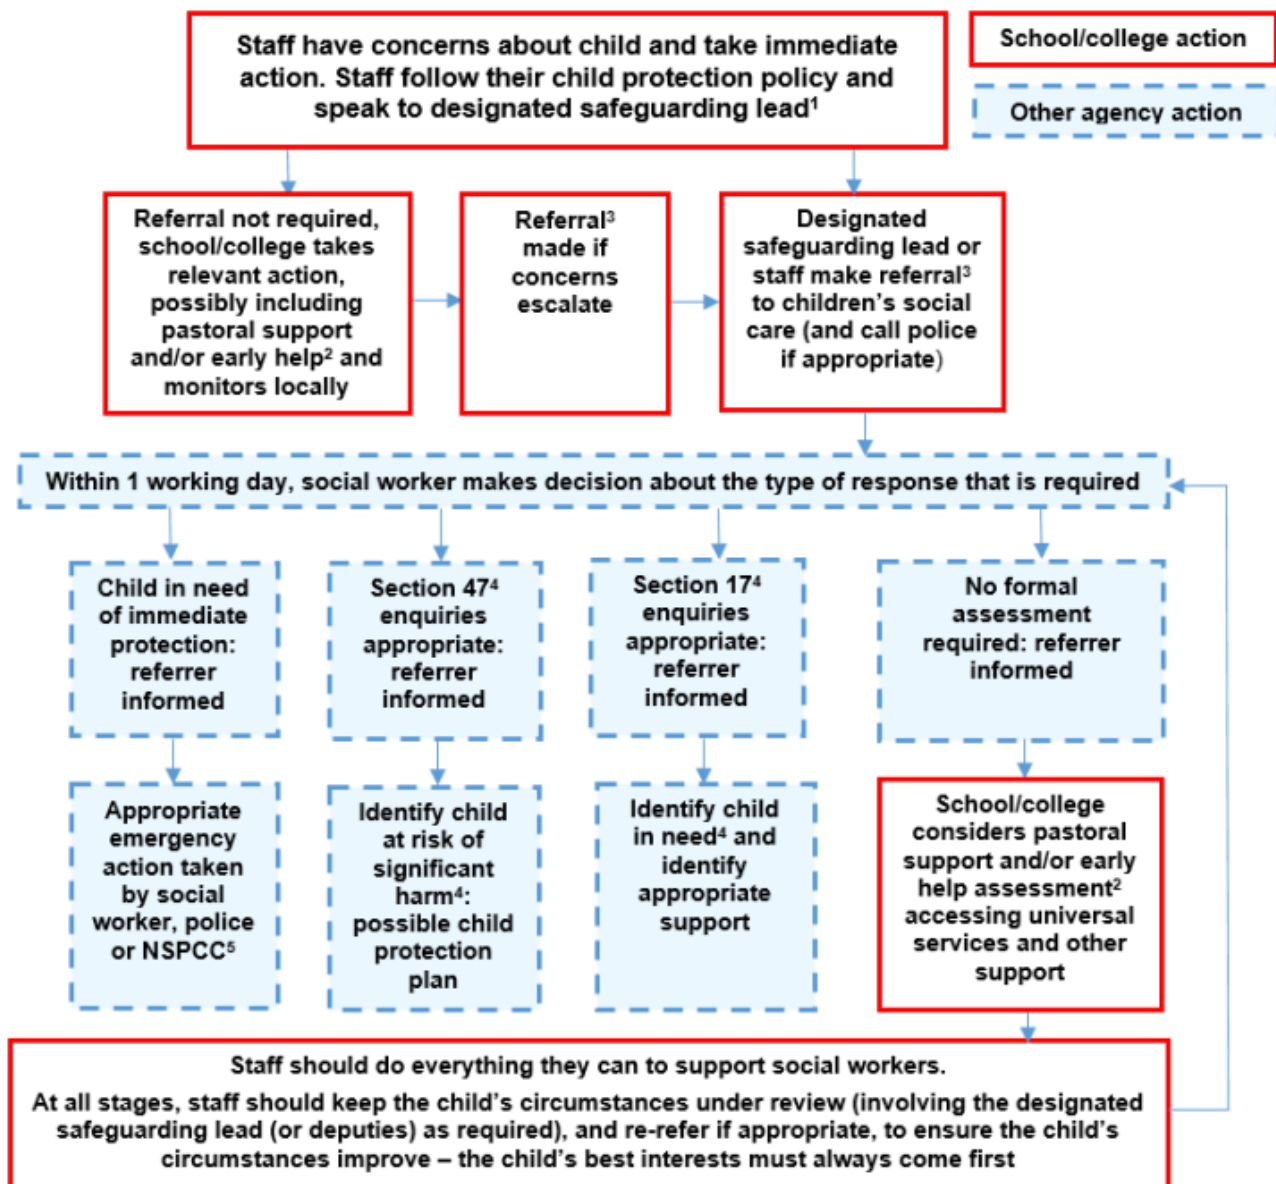 Staff have concerns about child and take immediate
action. Staff follow their child protection policy and
speak to designated safeguarding lead¹
School/college action
Other agency action
Referral not required,
school/college takes
relevant action,
possibly including
pastoral support
and/or early help² and
monitors locally
Referral³
made if
concerns
escalate
Designated
safeguarding lead or
staff make referral³
to children's social
care (and call police
if appropriate)
Within 1 working day, social worker makes decision about the type of response that is required
Child in need
of immediate
protection:
referrer
informed
Section 47⁴
enquiries
appropriate:
referrer
informed
Section 17⁴
enquiries
appropriate:
referrer
informed
No formal
assessment
required: referrer
informed
Appropriate
emergency
action taken
by social
worker, police
or NSPCC⁵
Identify child
at risk of
significant
harm⁴:
possible child
protection
plan
Identify child
in need⁴ and
identify
appropriate
support
School/college
considers pastoral
support and/or early
help assessment²
accessing universal
services and other
support
Staff should do everything they can to support social workers.
At all stages, staff should keep the child's circumstances under review (involving the designated
safeguarding lead (or deputies) as required), and re-refer if appropriate, to ensure the child's
circumstances improve – the child's best interests must always come first